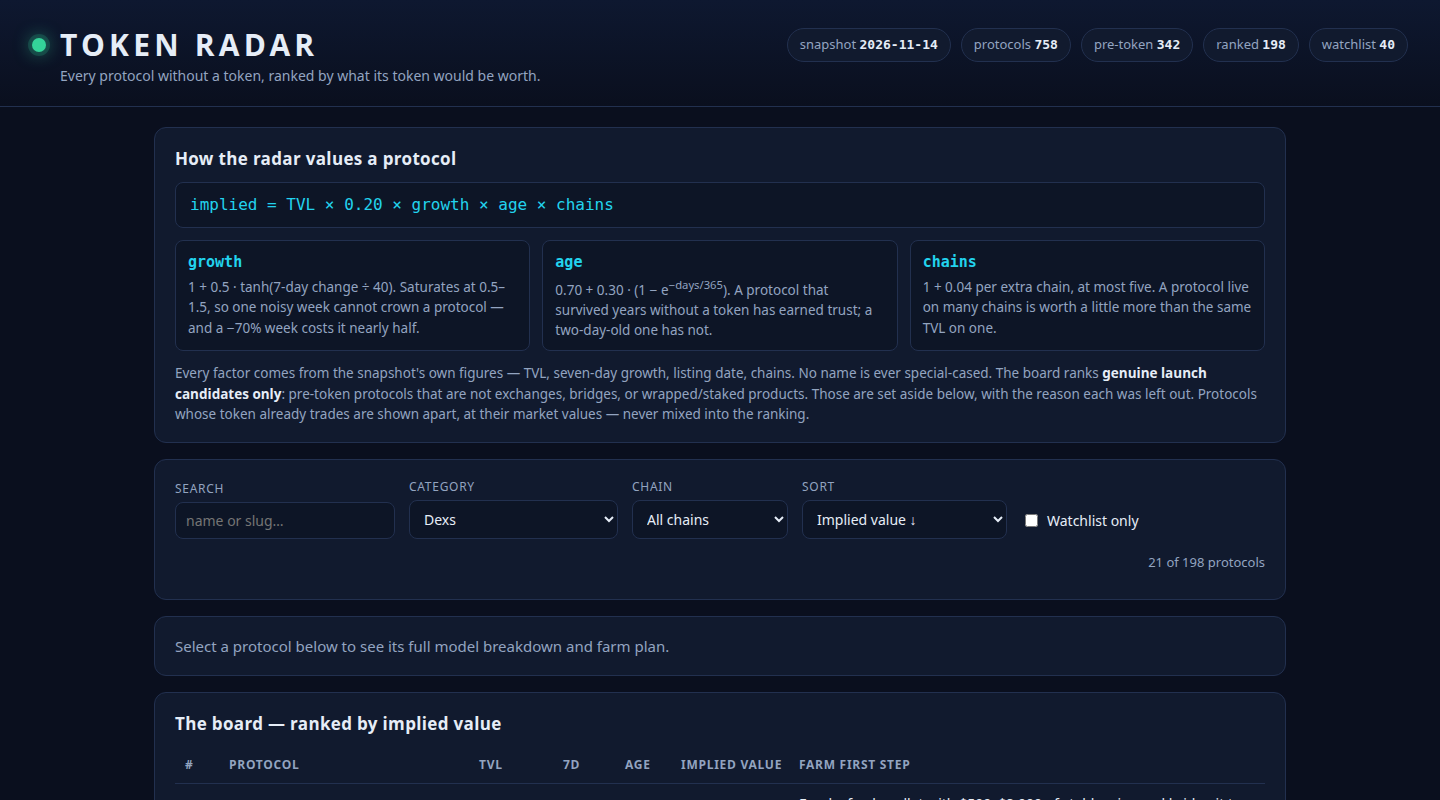 TOKEN RADAR
Every protocol without a token, ranked by what its token would be worth.
snapshot 2026-11-14
protocols 758
pre-token 342
ranked 198
watchlist 40
How the radar values a protocol
implied = TVL × 0.20 × growth × age × chains
growth
1 + 0.5 · tanh(7-day change ÷ 40). Saturates at 0.5–
1.5, so one noisy week cannot crown a protocol —
and a −70% week costs it nearly half.
age
0.70 + 0.30 · (1 − e−days/365). A protocol that
survived years without a token has earned trust; a
two-day-old one has not.
chains
1 + 0.04 per extra chain, at most five. A protocol live
on many chains is worth a little more than the same
TVL on one.
Every factor comes from the snapshot's own figures — TVL, seven-day growth, listing date, chains. No name is ever special-cased. The board ranks genuine launch
candidates only: pre-token protocols that are not exchanges, bridges, or wrapped/staked products. Those are set aside below, with the reason each was left out. Protocols
whose token already trades are shown apart, at their market values — never mixed into the ranking.
SEARCH
name or slug...
CATEGORY
Dexs
CHAIN
All chains
SORT
Implied value ↓
Watchlist only
21 of 198 protocols
Select a protocol below to see its full model breakdown and farm plan.
The board — ranked by implied value
# PROTOCOL TVL 7D AGE IMPLIED VALUE FARM FIRST STEP